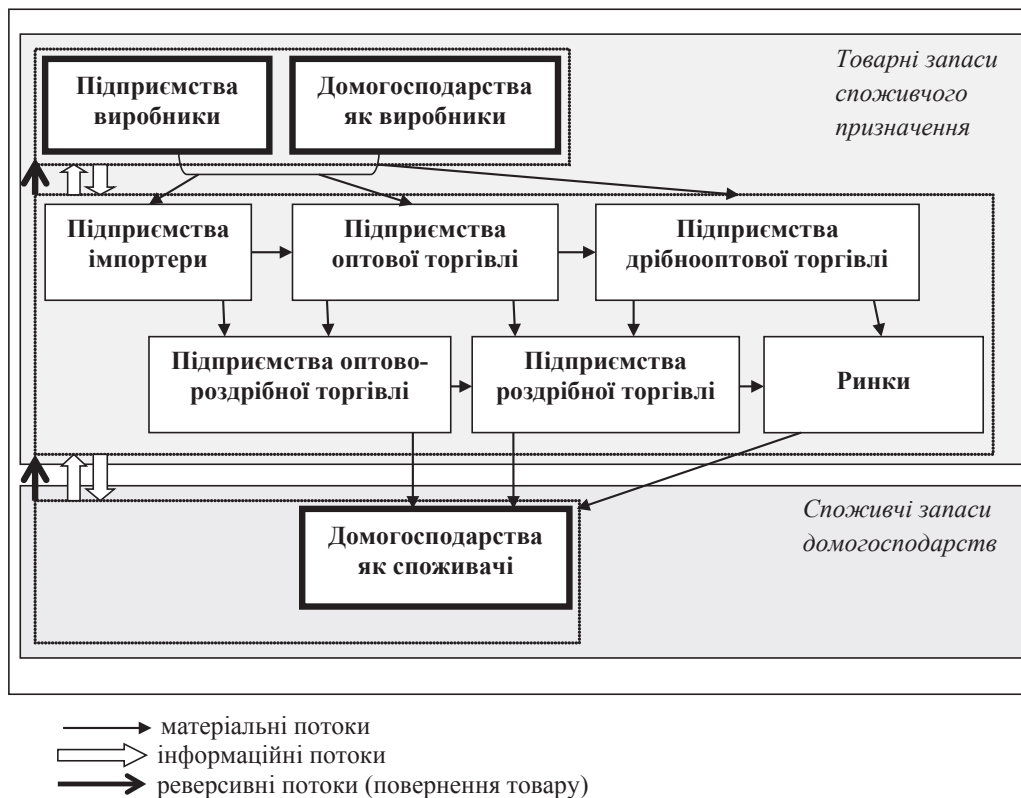 Підприємства
виробники
Домогосподарства
як виробники
Товарні запаси
споживчого
призначення
Підприємства
імпортери
Підприємства
оптової торгівлі
Підприємства
дрібнооптової торгівлі
Підприємства оптово-
роздрібної торгівлі
Підприємства
роздрібної торгівлі
Ринки
Домогосподарства
як споживачі
Споживчі запаси
домогосподарств
матеріальні потоки
інформаційні потоки
реверсивні потоки (повернення товару)